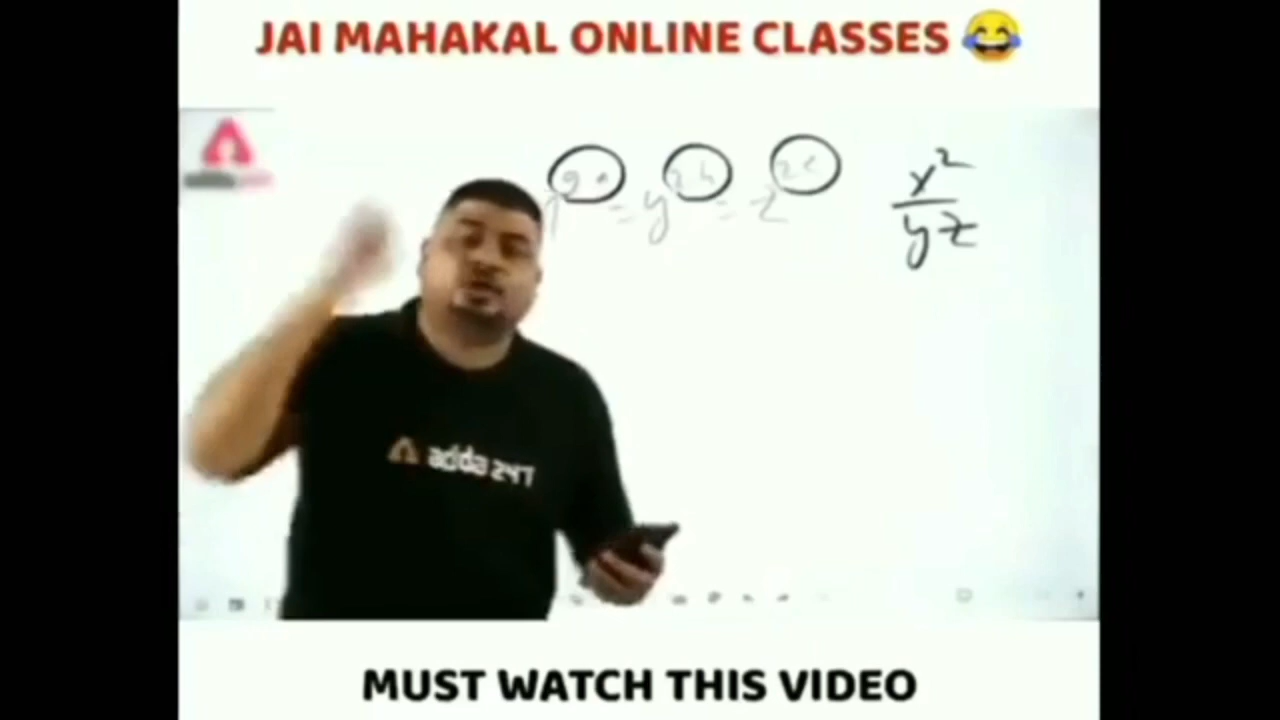 JAI MAHAKAL ONLINE CLASSES 😂
x²
yz
adda 247
MUST WATCH THIS VIDEO